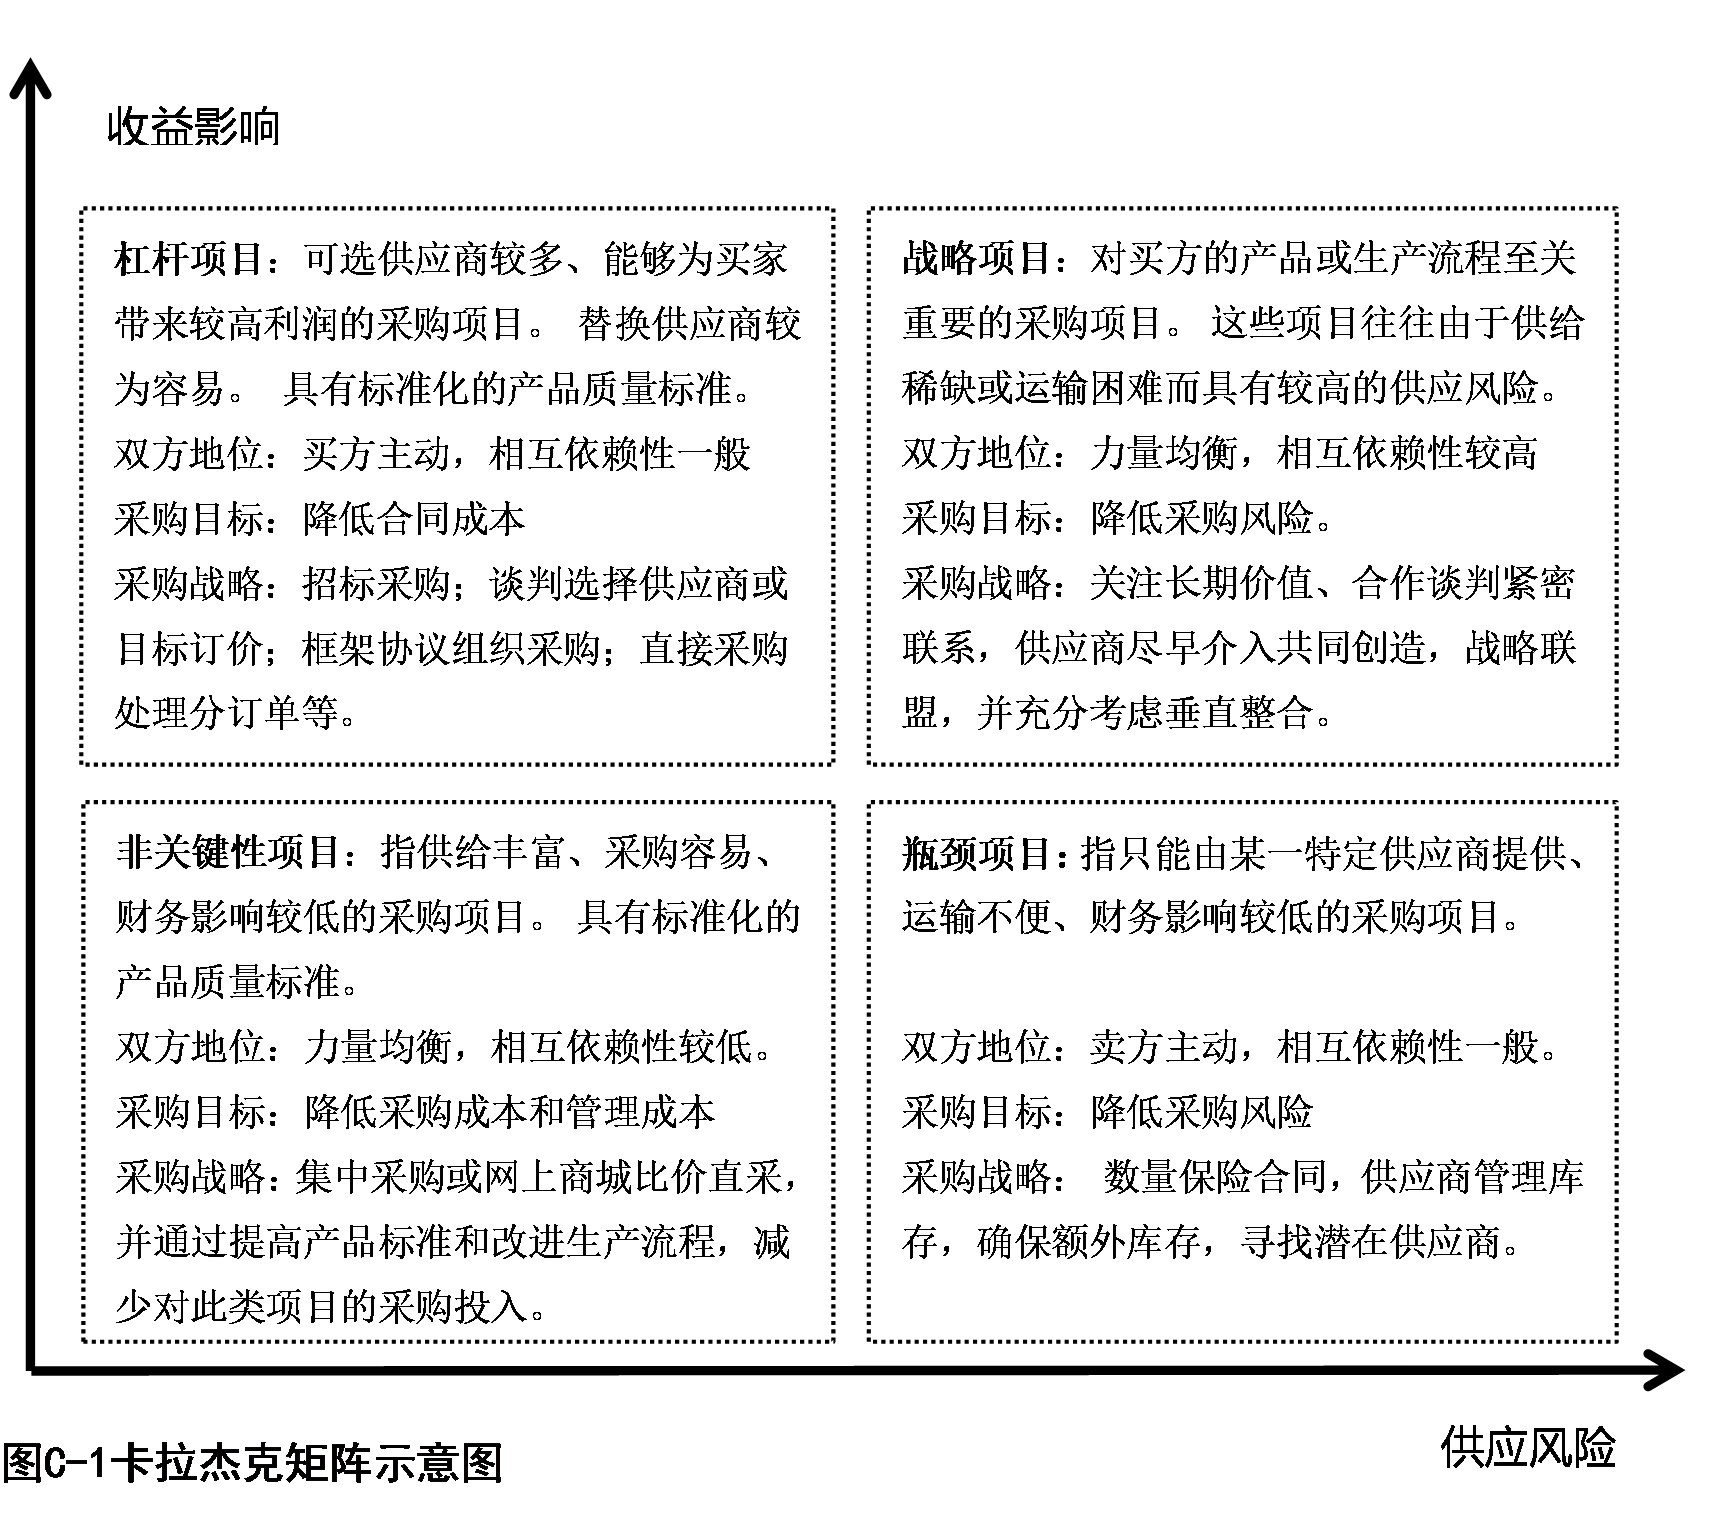 收益影响
杠杆项目：可选供应商较多、能够为买家
带来较高利润的采购项目。 替换供应商较
为容易。 具有标准化的产品质量标准。
双方地位：买方主动，相互依赖性一般
采购目标：降低合同成本
采购战略：招标采购；谈判选择供应商或
目标订价；框架协议组织采购；直接采购
处理分订单等。
战略项目：对买方的产品或生产流程至关
重要的采购项目。 这些项目往往由于供给
稀缺或运输困难而具有较高的供应风险。
双方地位：力量均衡，相互依赖性较高
采购目标：降低采购风险。
采购战略：关注长期价值、合作谈判紧密
联系，供应商尽早介入共同创造，战略联
盟，并充分考虑垂直整合。
非关键性项目：指供给丰富、采购容易、
财务影响较低的采购项目。 具有标准化的
产品质量标准。
双方地位：力量均衡，相互依赖性较低。
采购目标：降低采购成本和管理成本
采购战略：集中采购或网上商城比价直采，
并通过提高产品标准和改进生产流程，减
少对此类项目的采购投入。
瓶颈项目：指只能由某一特定供应商提供、
运输不便、财务影响较低的采购项目。
双方地位：卖方主动，相互依赖性一般。
采购目标：降低采购风险
采购战略： 数量保险合同，供应商管理库
存，确保额外库存，寻找潜在供应商。
供应风险
图C-1卡拉杰克矩阵示意图